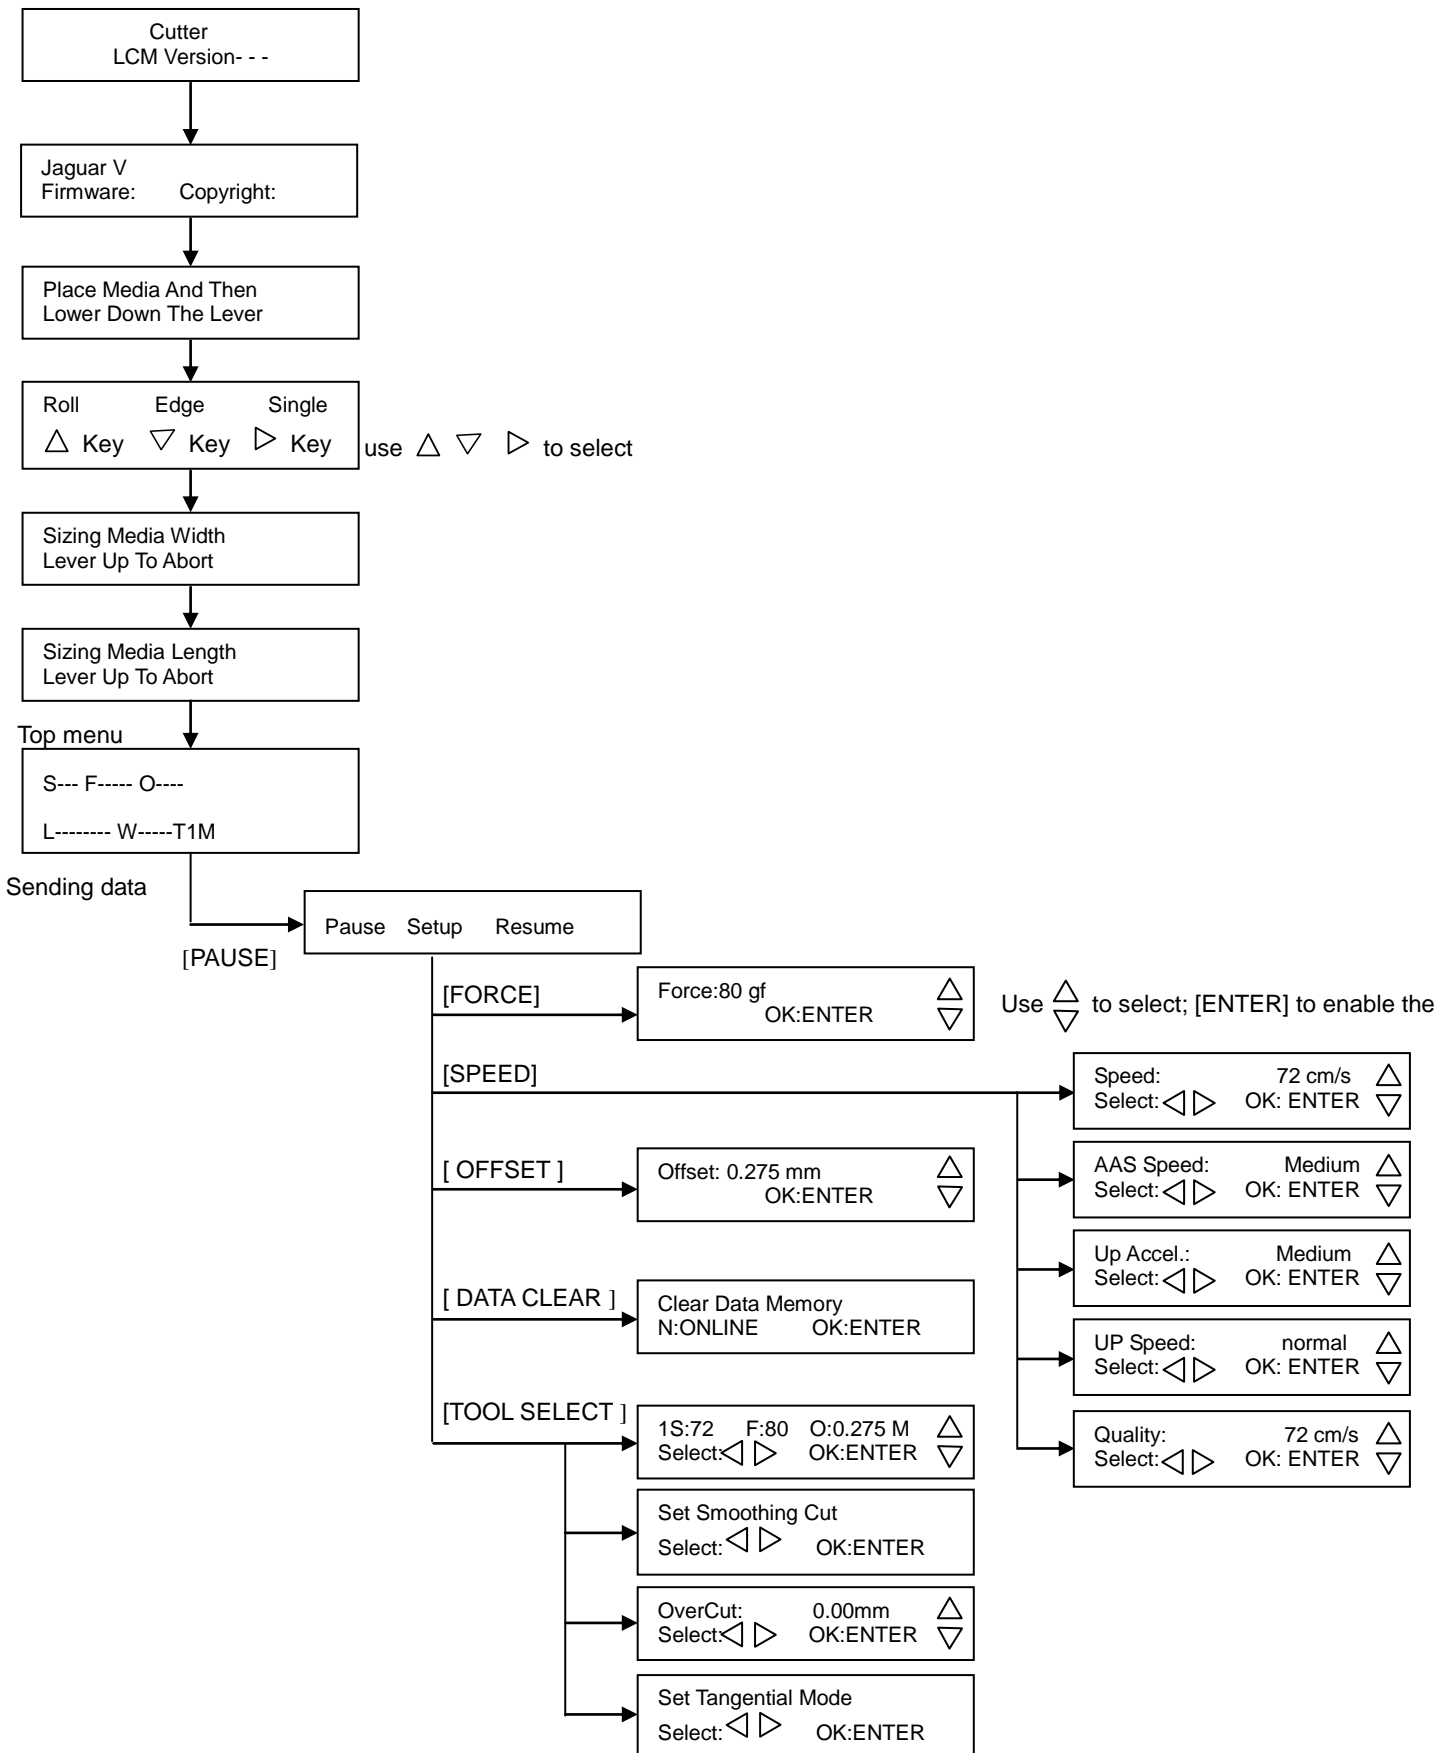 Cutter
LCM Version- - -
Jaguar V
Firmware: Copyright:
Place Media And Then
Lower Down The Lever
Roll Edge Single
△ Key ▽ Key ▷ Key
use △ ▽ ▷ to select
Sizing Media Width
Lever Up To Abort
Sizing Media Length
Lever Up To Abort
Top menu
S--- F----- O----
L-------- W-----T1M
Sending data
[PAUSE]
Pause Setup Resume
[FORCE]
Force:80 gf △
OK:ENTER ▽
Use △ ▽ to select; [ENTER] to enable the
[SPEED]
Speed: 72 cm/s △
Select: ◁ ▷ OK: ENTER ▽
AAS Speed: Medium △
Select: ◁ ▷ OK: ENTER ▽
Up Accel.: Medium △
Select: ◁ ▷ OK: ENTER ▽
UP Speed: normal △
Select: ◁ ▷ OK: ENTER ▽
Quality: 72 cm/s △
Select: ◁ ▷ OK: ENTER ▽
[ OFFSET ]
Offset: 0.275 mm △
OK:ENTER ▽
[ DATA CLEAR ]
Clear Data Memory
N:ONLINE OK:ENTER
[TOOL SELECT ]
1S:72 F:80 O:0.275 M △
Select: ◁ ▷ OK:ENTER ▽
Set Smoothing Cut
Select: ◁ ▷ OK:ENTER
OverCut: 0.00mm △
Select: ◁ ▷ OK:ENTER ▽
Set Tangential Mode
Select: ◁ ▷ OK:ENTER